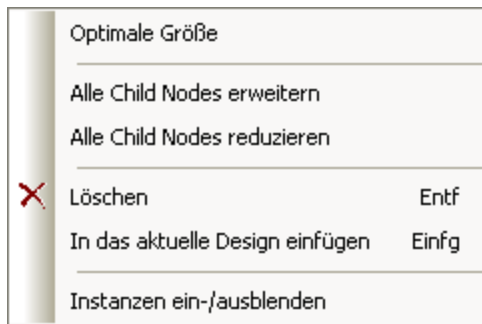 Optimale Größe
Alle Child Nodes erweitern
Alle Child Nodes reduzieren
Löschen Entf
In das aktuelle Design einfügen Einfg
Instanzen ein-/ausblenden